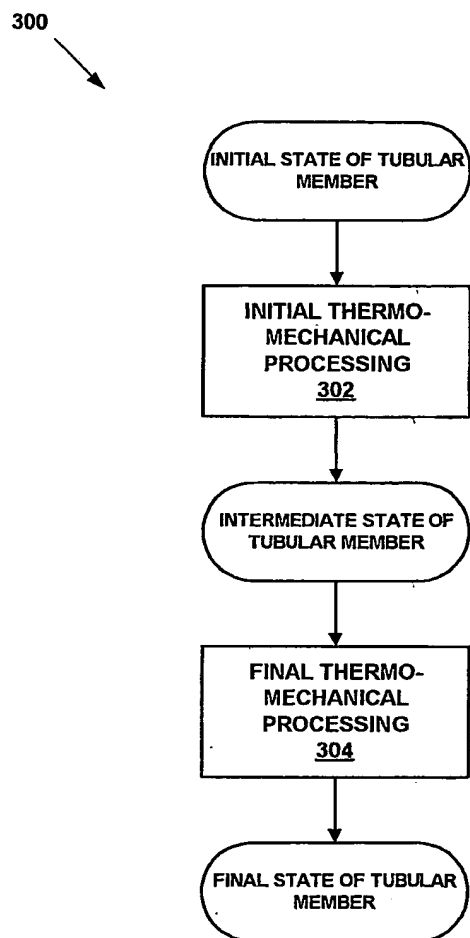 300
INITIAL STATE OF TUBULAR
MEMBER
INITIAL THERMO-
MECHANICAL
PROCESSING
302
INTERMEDIATE STATE OF
TUBULAR MEMBER
FINAL THERMO-
MECHANICAL
PROCESSING
304
FINAL STATE OF TUBULAR
MEMBER